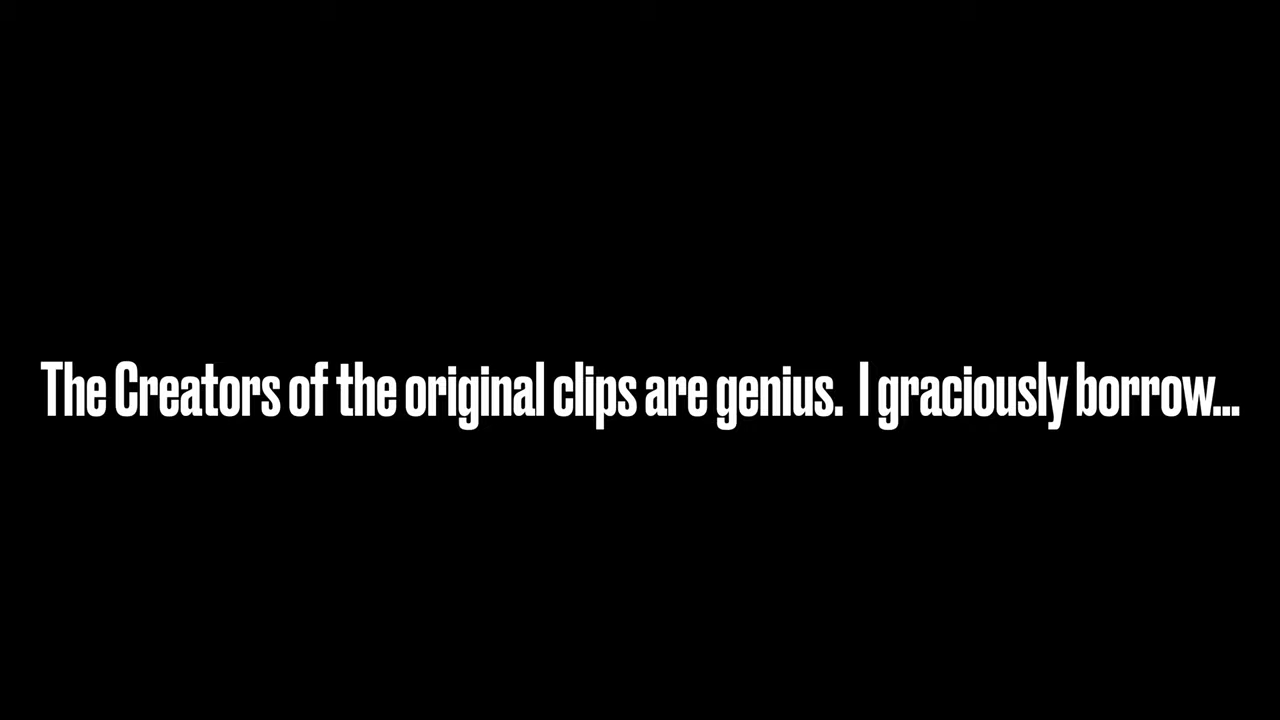 The Creators of the original clips are genius.  I graciously borrow...